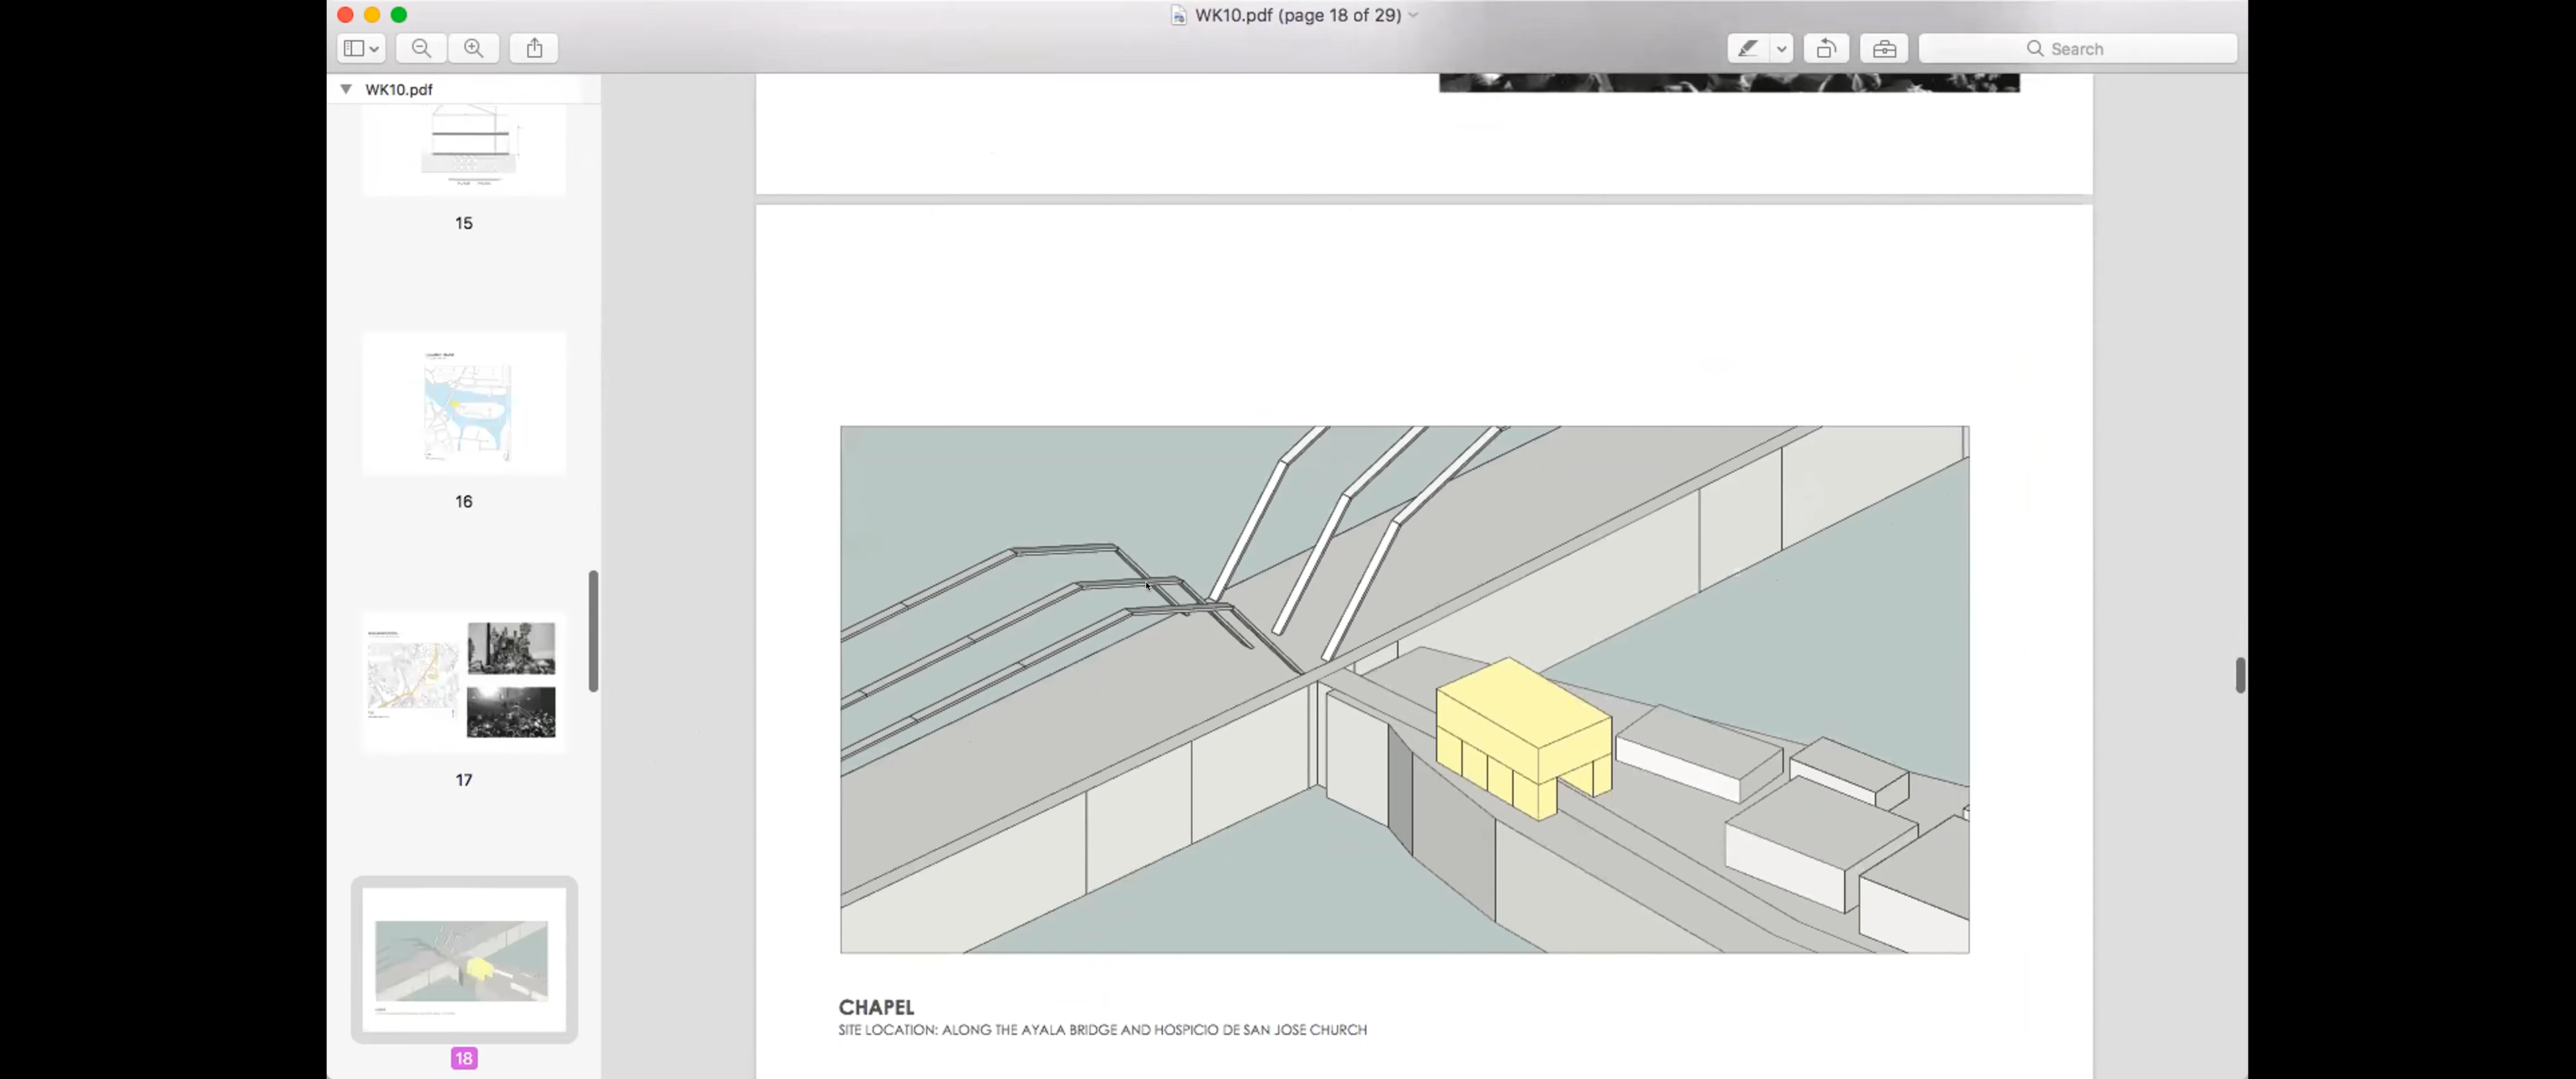 WK10.pdf (page 18 of 29)
Search
WK10.pdf
15
16
17
18
CHAPEL
SITE LOCATION: ALONG THE AYALA BRIDGE AND HOSPICIO DE SAN JOSE CHURCH